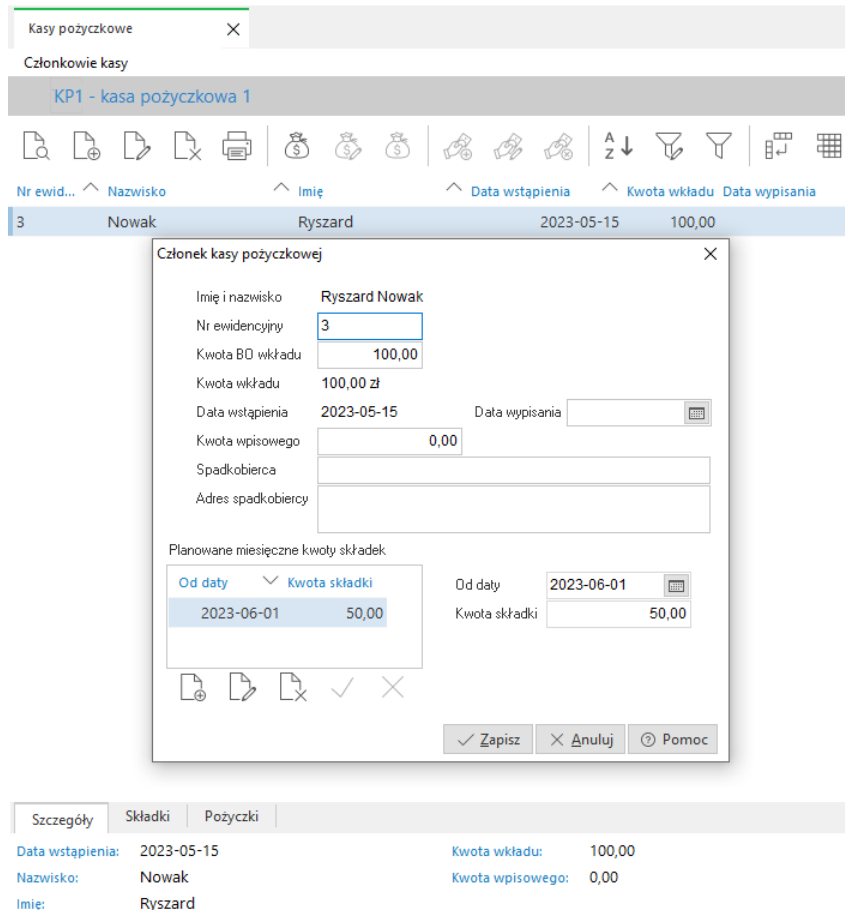 Kasy pożyczkowe
Członkowie kasy
KP1 - kasa pożyczkowa 1
Nr ewid... Nazwisko Imię Data wstąpienia Kwota wkładu Data wypisania
3 Nowak Ryszard 2023-05-15 100,00
Członek kasy pożyczkowej
Imię i nazwisko Ryszard Nowak
Nr ewidencyjny 3
Kwota BO wkładu 100,00
Kwota wkładu 100,00 zł
Data wstąpienia 2023-05-15 Data wypisania
Kwota wpisowego 0,00
Spadkobierca
Adres spadkobiercy
Planowane miesięczne kwoty składek
Od daty Kwota składki
2023-06-01 50,00
Od daty 2023-06-01
Kwota składki 50,00
Zapisz Anuluj Pomoc
Szczegóły Składki Pożyczki
Data wstąpienia: 2023-05-15 Kwota wkładu: 100,00
Nazwisko: Nowak Kwota wpisowego: 0,00
Imię: Ryszard